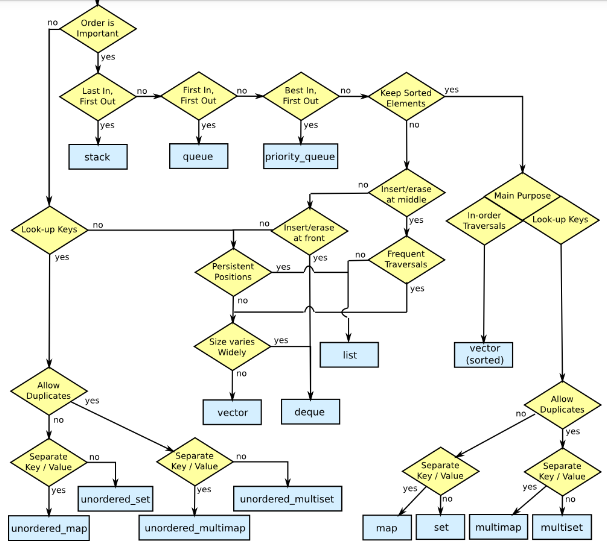 Order is
Important
no
yes
Last In,
First Out
no
First In,
First Out
no
Best In,
First Out
no
Keep Sorted
Elements
yes
yes
yes
yes
no
stack
queue
priority_queue
Insert/erase
at middle
no
yes
Main Purpose
In-order
Traversals
Look-up Keys
Look-up Keys
no
yes
Insert/erase
at front
no
yes
Frequent
Traversals
no
yes
Persistent
Positions
yes
no
Size varies
Widely
yes
no
list
vector
(sorted)
vector
deque
Allow
Duplicates
yes
no
Allow
Duplicates
no
yes
Separate
Key / Value
no
yes
Separate
Key / Value
no
yes
Separate
Key / Value
yes
no
Separate
Key / Value
yes
no
unordered_set
unordered_multiset
unordered_map
unordered_multimap
map
set
multimap
multiset